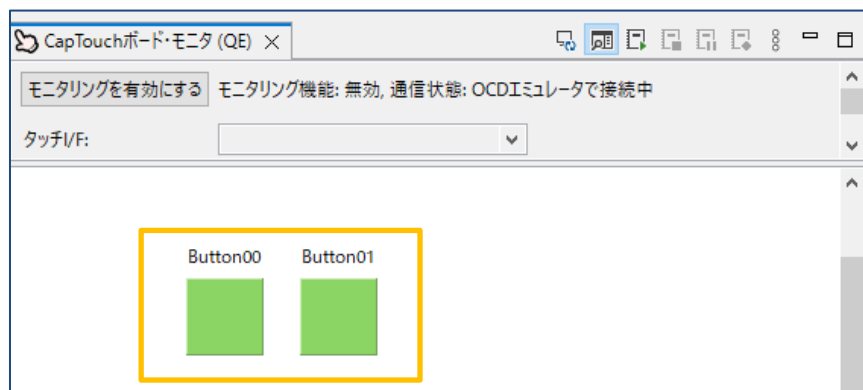 CapTouchボード・モニタ (QE)
モニタリングを有効にする モニタリング機能: 無効, 通信状態: OCDエミュレータで接続中
タッチI/F:
Button00 Button01